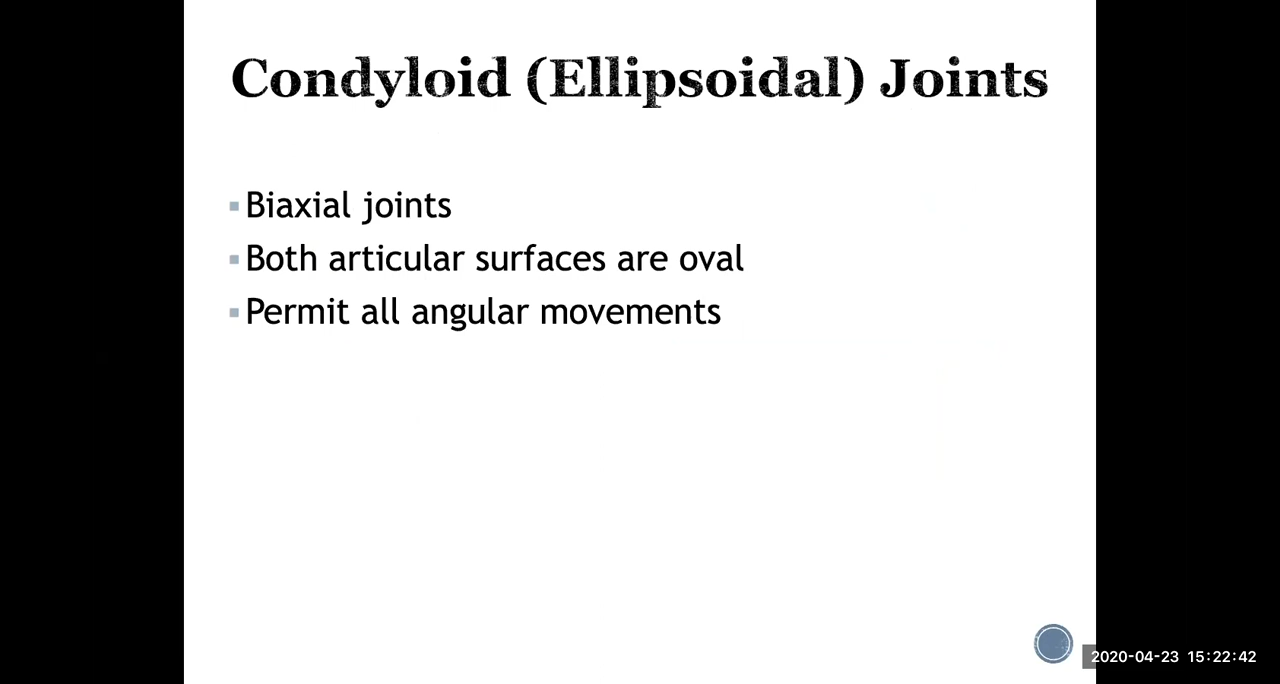 Condyloid (Ellipsoidal) Joints
Biaxial joints
Both articular surfaces are oval
Permit all angular movements
2020-04-23 15:22:42